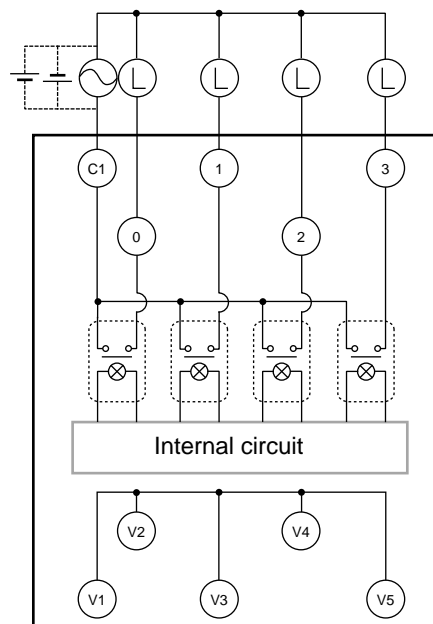 L L L L
C1 1 3
0 2
Internal circuit
V2 V4
V1 V3 V5